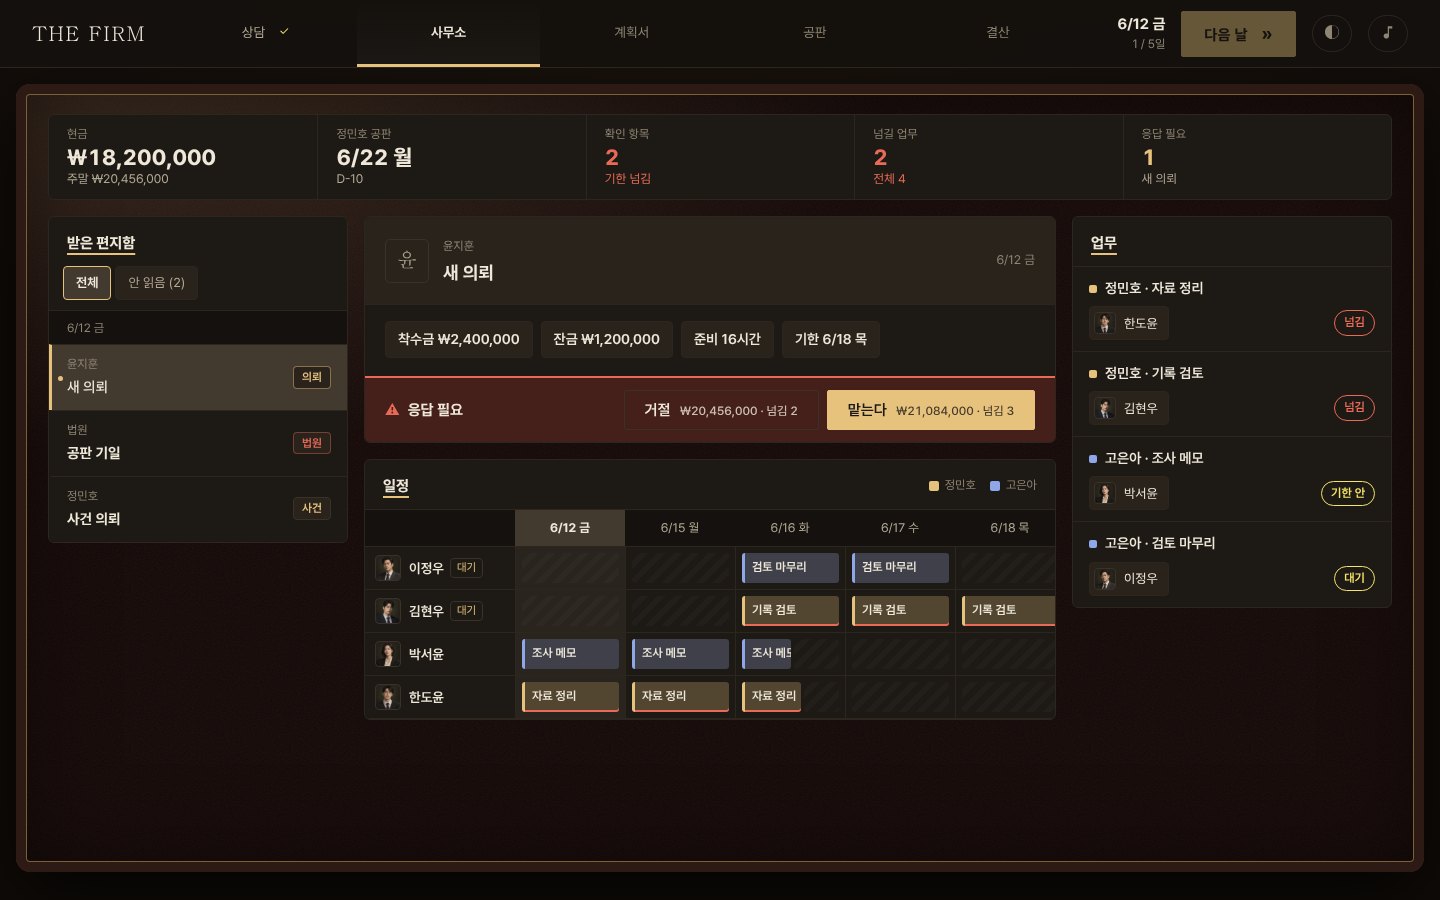 THE FIRM
상담
사무소
계획서
공판
결산
6/12 금
1 / 5일
다음 날 »
현금
₩18,200,000
주말 ₩20,456,000
정민호 공판
6/22 월
D-10
확인 항목
2
기한 넘김
넘길 업무
2
전체 4
응답 필요
1
새 의뢰
받은 편지함
전체
안 읽음 (2)
6/12 금
윤지훈
새 의뢰
의뢰
법원
공판 기일
법원
정민호
사건 의뢰
사건
윤
윤지훈
새 의뢰
6/12 금
착수금 ₩2,400,000
잔금 ₩1,200,000
준비 16시간
기한 6/18 목
응답 필요
거절 ₩20,456,000 · 넘김 2
맡는다 ₩21,084,000 · 넘김 3
일정
정민호
고은아
6/12 금
6/15 월
6/16 화
6/17 수
6/18 목
이정우 대기
검토 마무리
검토 마무리
김현우 대기
기록 검토
기록 검토
기록 검토
박서윤
조사 메모
조사 메모
조사 메모
한도윤
자료 정리
자료 정리
자료 정리
업무
정민호 · 자료 정리
한도윤
넘김
정민호 · 기록 검토
김현우
넘김
고은아 · 조사 메모
박서윤
기한 안
고은아 · 검토 마무리
이정우
대기